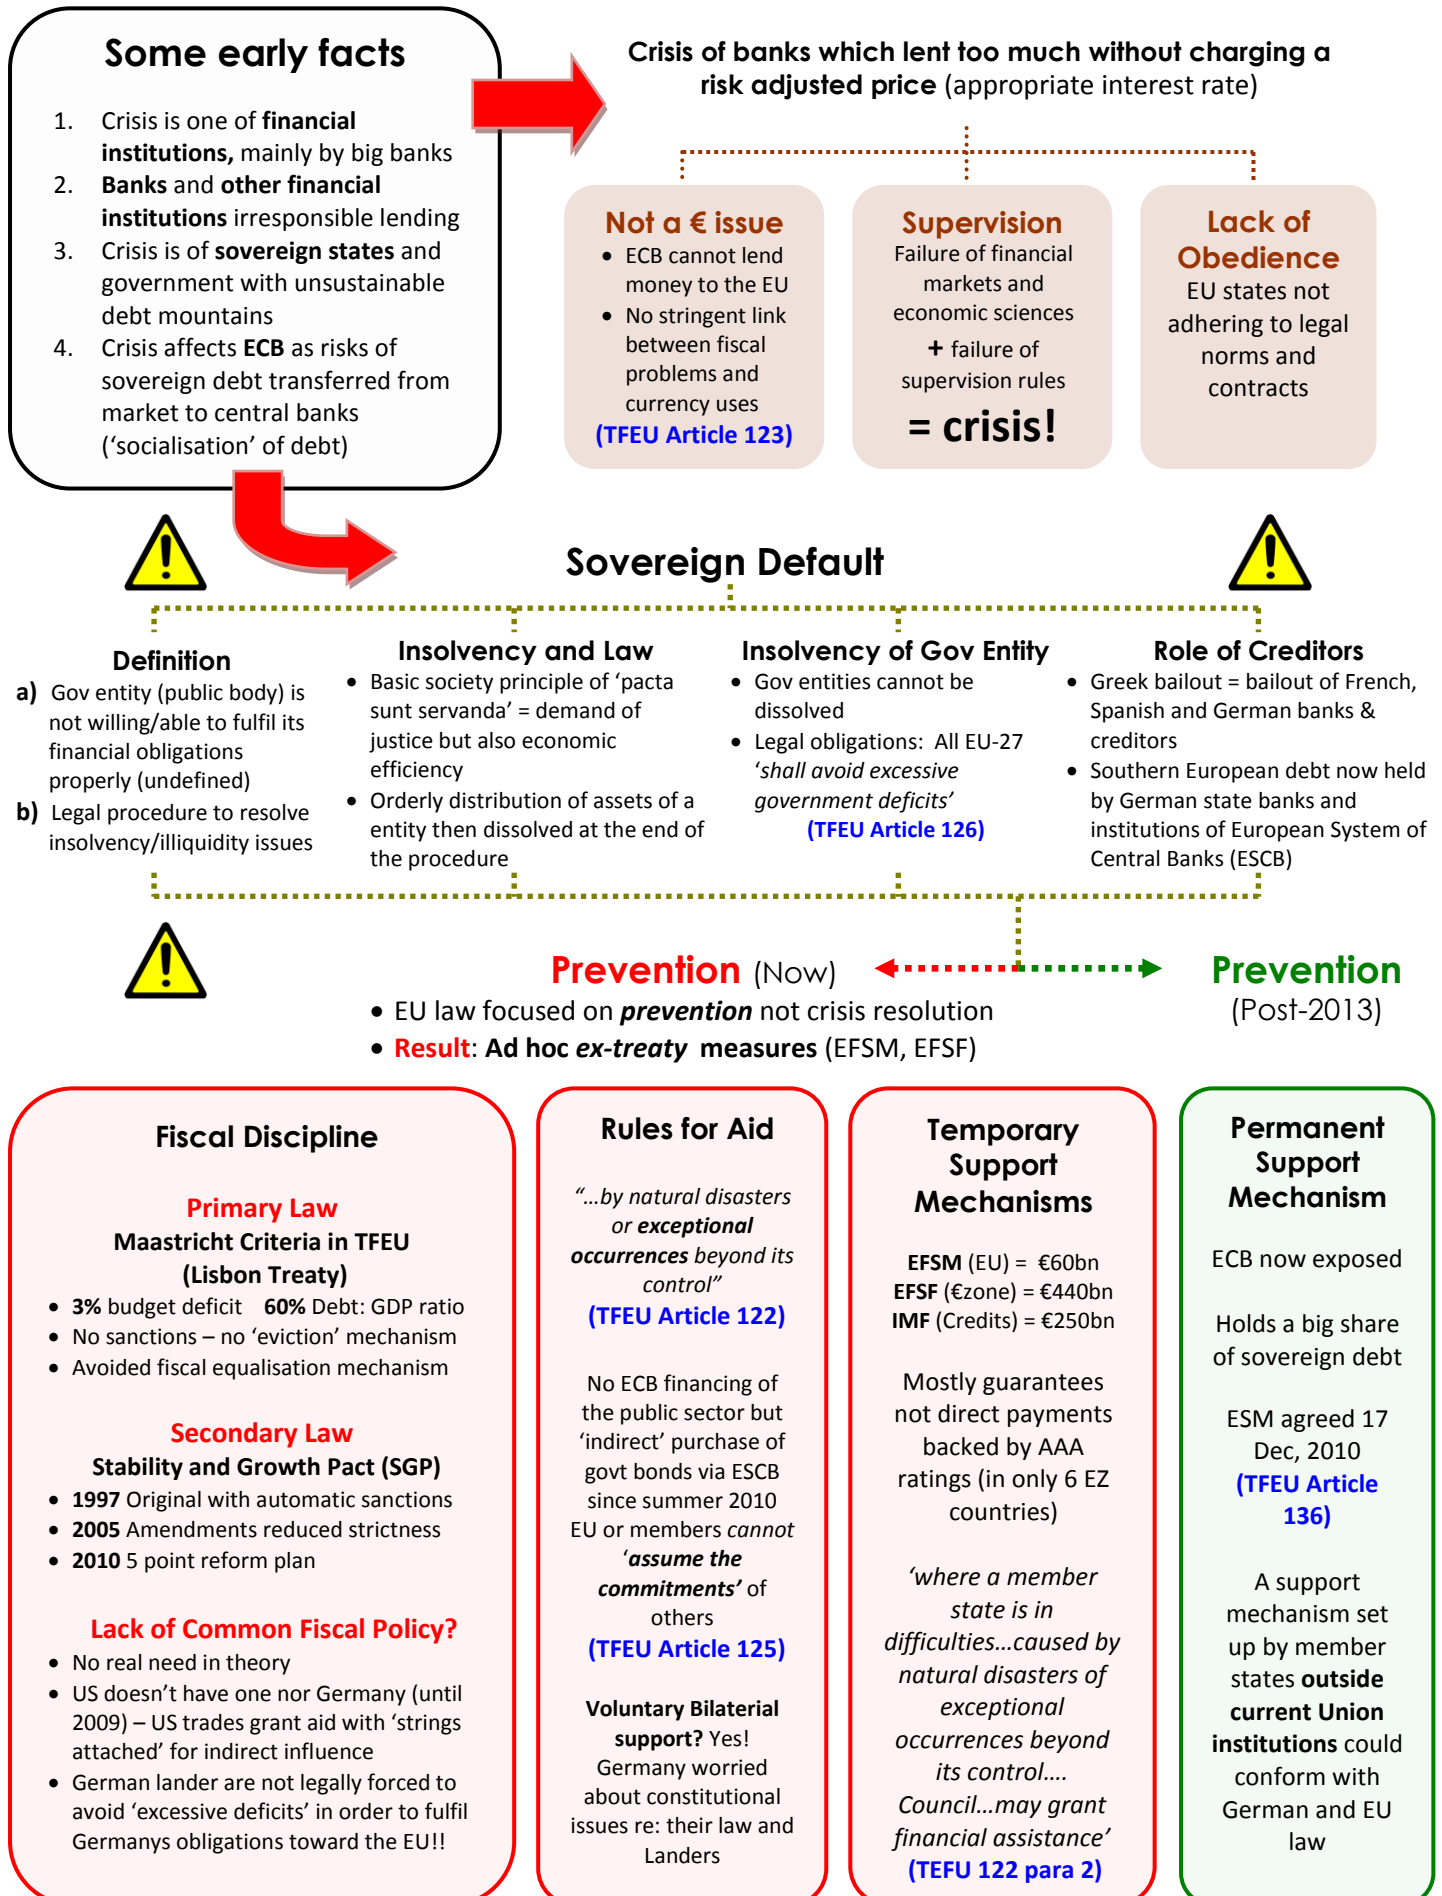 Some early facts
1. Crisis is one of financial
institutions, mainly by big banks
2. Banks and other financial
institutions irresponsible lending
3. Crisis is of sovereign states and
government with unsustainable
debt mountains
4. Crisis affects ECB as risks of
sovereign debt transferred from
market to central banks
(‘socialisation’ of debt)
Crisis of banks which lent too much without charging a
risk adjusted price (appropriate interest rate)
Not a € issue
• ECB cannot lend
money to the EU
• No stringent link
between fiscal
problems and
currency uses
(TFEU Article 123)
Supervision
Failure of financial
markets and
economic sciences
+ failure of
supervision rules
= crisis!
Lack of
Obedience
EU states not
adhering to legal
norms and
contracts
Sovereign Default
Definition
a) Gov entity (public body) is
not willing/able to fulfil its
financial obligations
properly (undefined)
b) Legal procedure to resolve
insolvency/illiquidity issues
Insolvency and Law
• Basic society principle of ‘pacta
sunt servanda’ = demand of
justice but also economic
efficiency
• Orderly distribution of assets of a
entity then dissolved at the end of
the procedure
Insolvency of Gov Entity
• Gov entities cannot be
dissolved
• Legal obligations: All EU-27
‘shall avoid excessive
government deficits’
(TFEU Article 126)
Role of Creditors
• Greek bailout = bailout of French,
Spanish and German banks &
creditors
• Southern European debt now held
by German state banks and
institutions of European System of
Central Banks (ESCB)
Prevention (Now)
• EU law focused on prevention not crisis resolution
• Result: Ad hoc ex-treaty measures (EFSM, EFSF)
Prevention
(Post-2013)
Fiscal Discipline
Primary Law
Maastricht Criteria in TFEU
(Lisbon Treaty)
• 3% budget deficit 60% Debt: GDP ratio
• No sanctions – no ‘eviction’ mechanism
• Avoided fiscal equalisation mechanism
Secondary Law
Stability and Growth Pact (SGP)
• 1997 Original with automatic sanctions
• 2005 Amendments reduced strictness
• 2010 5 point reform plan
Lack of Common Fiscal Policy?
• No real need in theory
• US doesn’t have one nor Germany (until
2009) – US trades grant aid with ‘strings
attached’ for indirect influence
• German lander are not legally forced to
avoid ‘excessive deficits’ in order to fulfil
Germanys obligations toward the EU!!
Rules for Aid
“…by natural disasters
or exceptional
occurrences beyond its
control”
(TFEU Article 122)
No ECB financing of
the public sector but
‘indirect’ purchase of
govt bonds via ESCB
since summer 2010
EU or members cannot
‘assume the
commitments’ of
others
(TFEU Article 125)
Voluntary Bilaterial
support? Yes!
Germany worried
about constitutional
issues re: their law and
Landers
Temporary
Support
Mechanisms
EFSM (EU) = €60bn
EFSF (€zone) = €440bn
IMF (Credits) = €250bn
Mostly guarantees
not direct payments
backed by AAA
ratings (in only 6 EZ
countries)
‘where a member
state is in
difficulties…caused by
natural disasters of
exceptional
occurrences beyond
its control….
Council…may grant
financial assistance’
(TEFU 122 para 2)
Permanent
Support
Mechanism
ECB now exposed
Holds a big share
of sovereign debt
ESM agreed 17
Dec, 2010
(TFEU Article
136)
A support
mechanism set
up by member
states outside
current Union
institutions could
conform with
German and EU
law